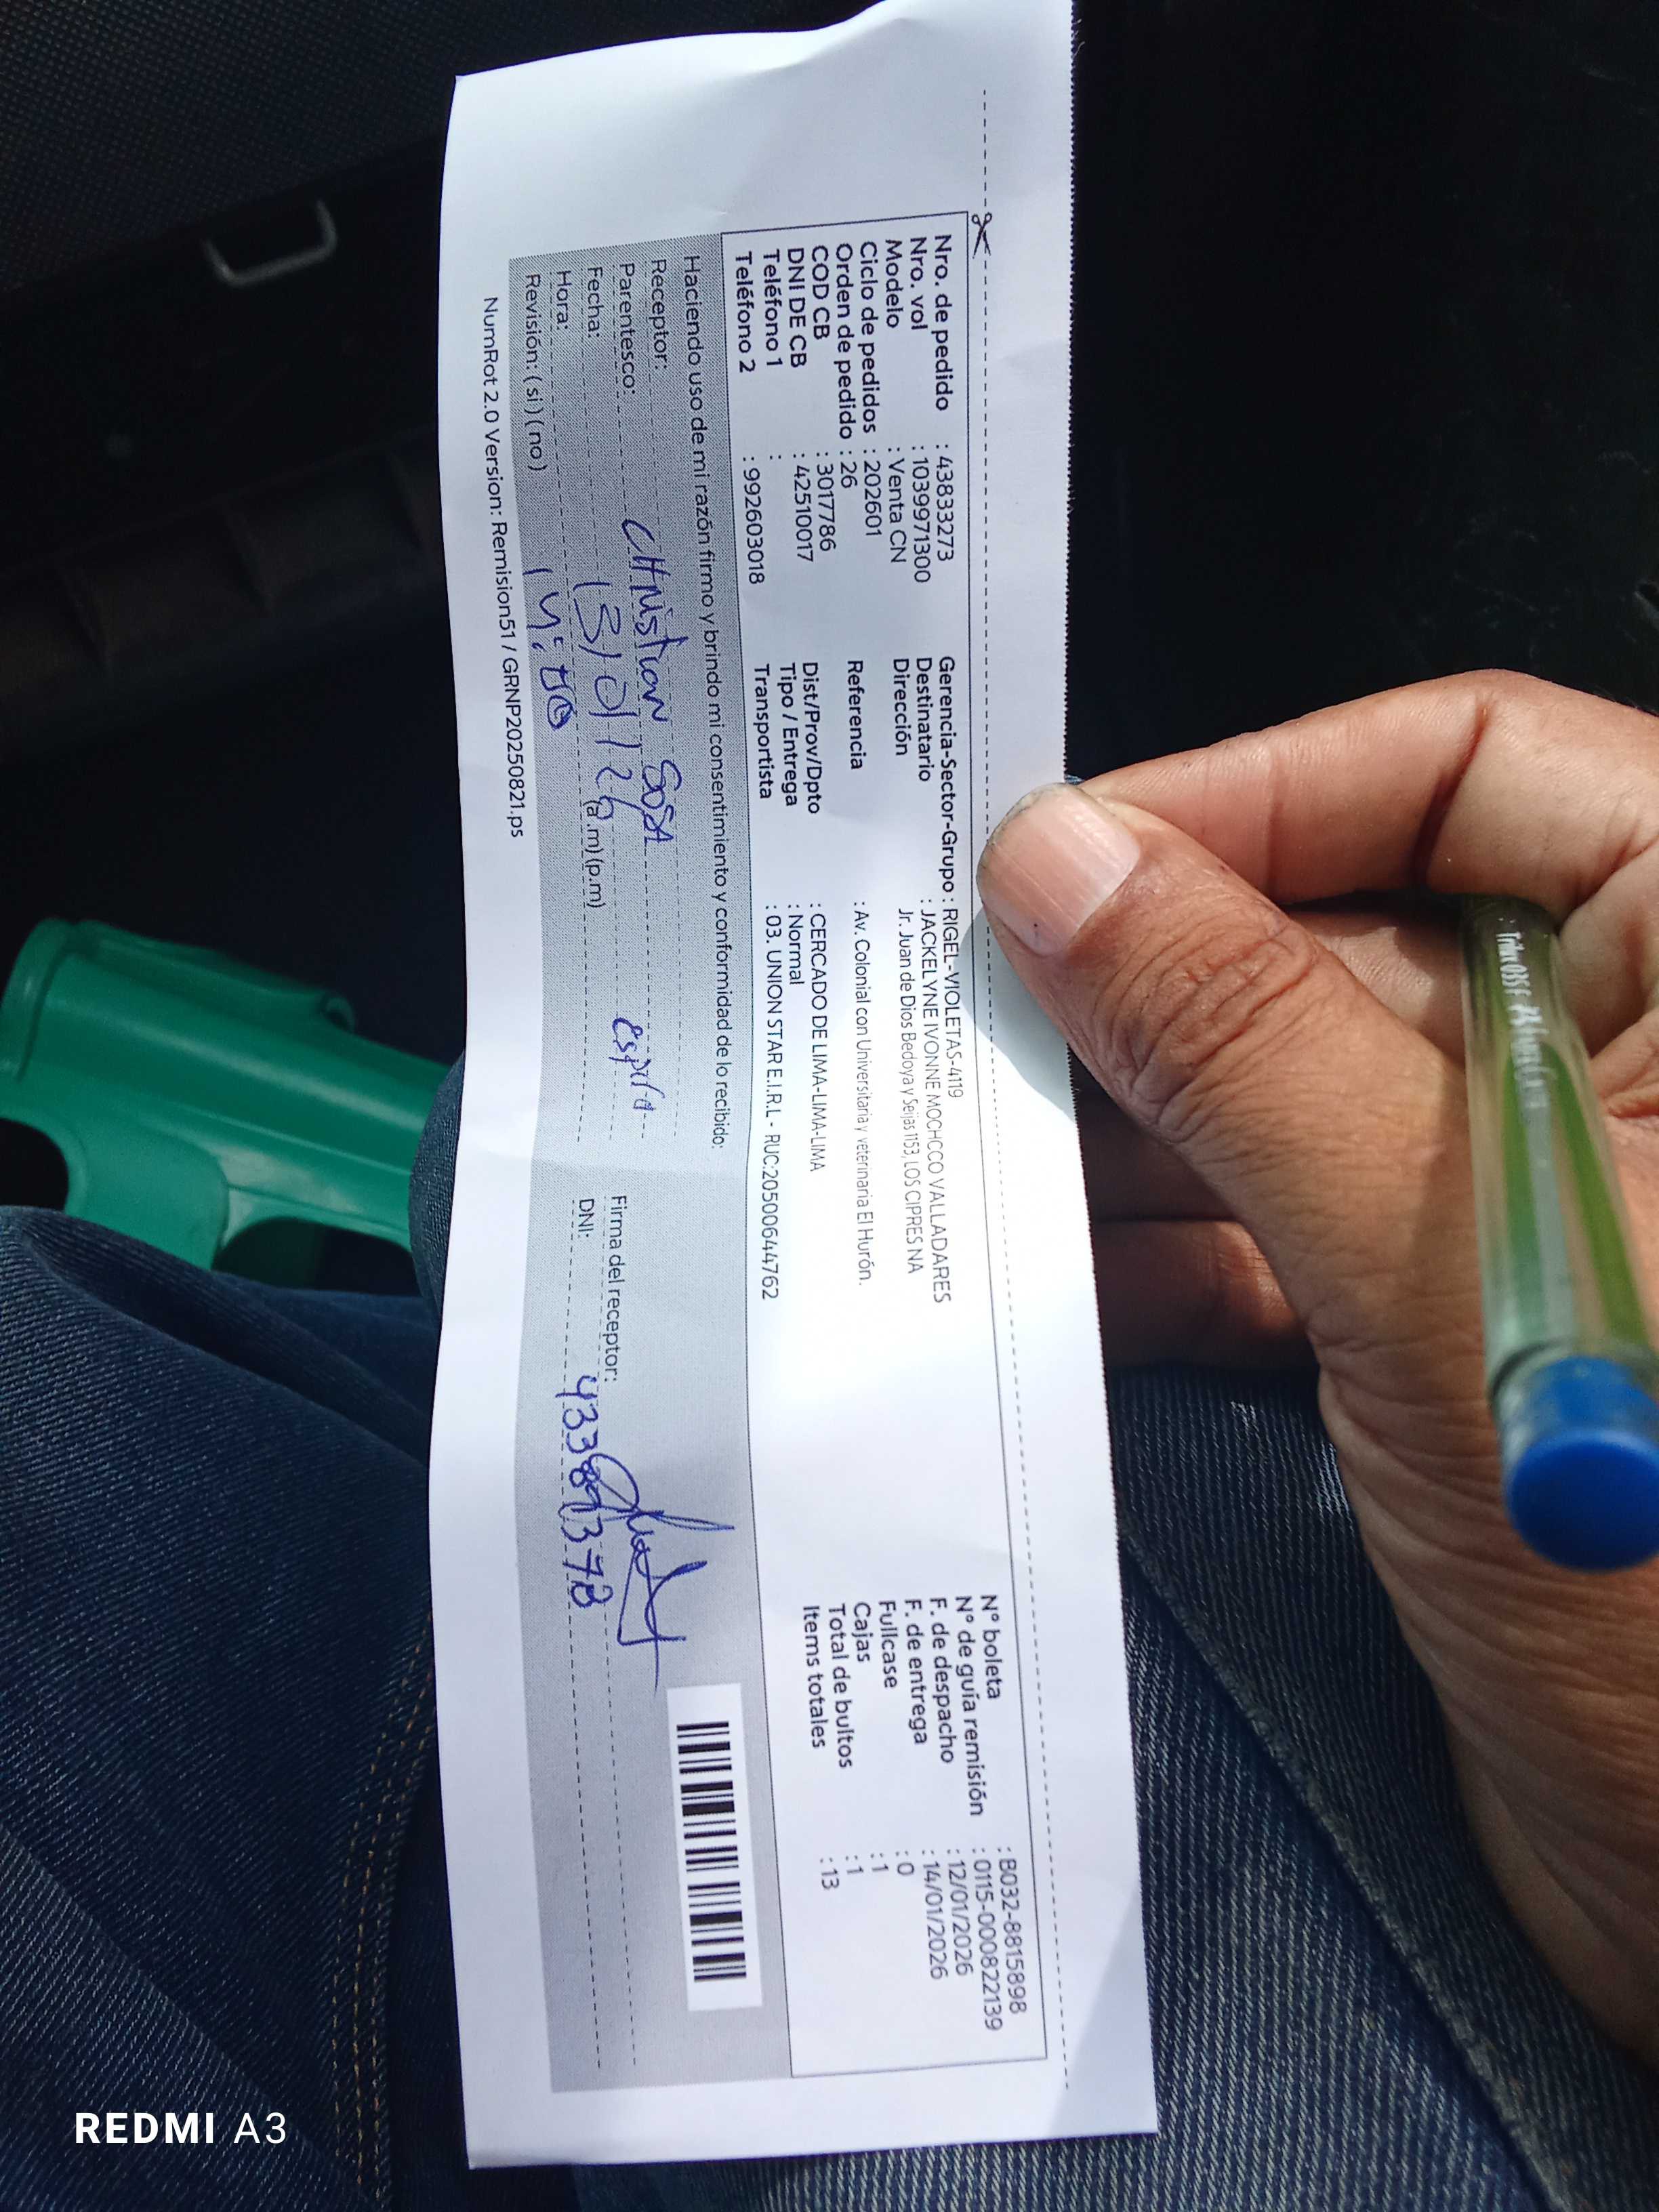 Nro. de pedido : 43833273
Nro. vol : 1039971300
Modelo : Venta CN
Ciclo de pedidos : 202601
Orden de pedido : 26
COD CB : 3017786
DNI DE CB : 42510017
Teléfono 1 :
Teléfono 2 : 992603018
Gerencia-Sector-Grupo : RIGEL-VIOLETAS-4119
Destinatario : JACKELYNE IVONNE MOCHCCO VALLADARES
Dirección Jr. Juan de Dios Bedoya y Seijas 1153, LOS CIPRES NA
Referencia : Av. Colonial con Universitaria y veterinaria El Hurón.
Dist/Prov/Dpto : CERCADO DE LIMA-LIMA-LIMA
Tipo / Entrega : Normal
Transportista : 03. UNION STAR E.I.R.L - RUC:20500644762
N° boleta : B032-8815898
N° de guía remisión : 0115-000822139
F. de despacho : 12/01/2026
F. de entrega : 14/01/2026
Fullcase : 0
Cajas : 1
Total de bultos : 1
Items totales : 13
Haciendo uso de mi razón firmo y brindo mi consentimiento y conformidad de lo recibido:
Receptor: CHRistian SOSA
Parentesco:
Fecha: 13/01/26
Hora: (a.m) (p.m)
Revisión: ( si ) ( no )
Firma del receptor:
DNI:
NumRot 2.0 Version: Remision51 / GRNP20250821.ps
REDMI A3